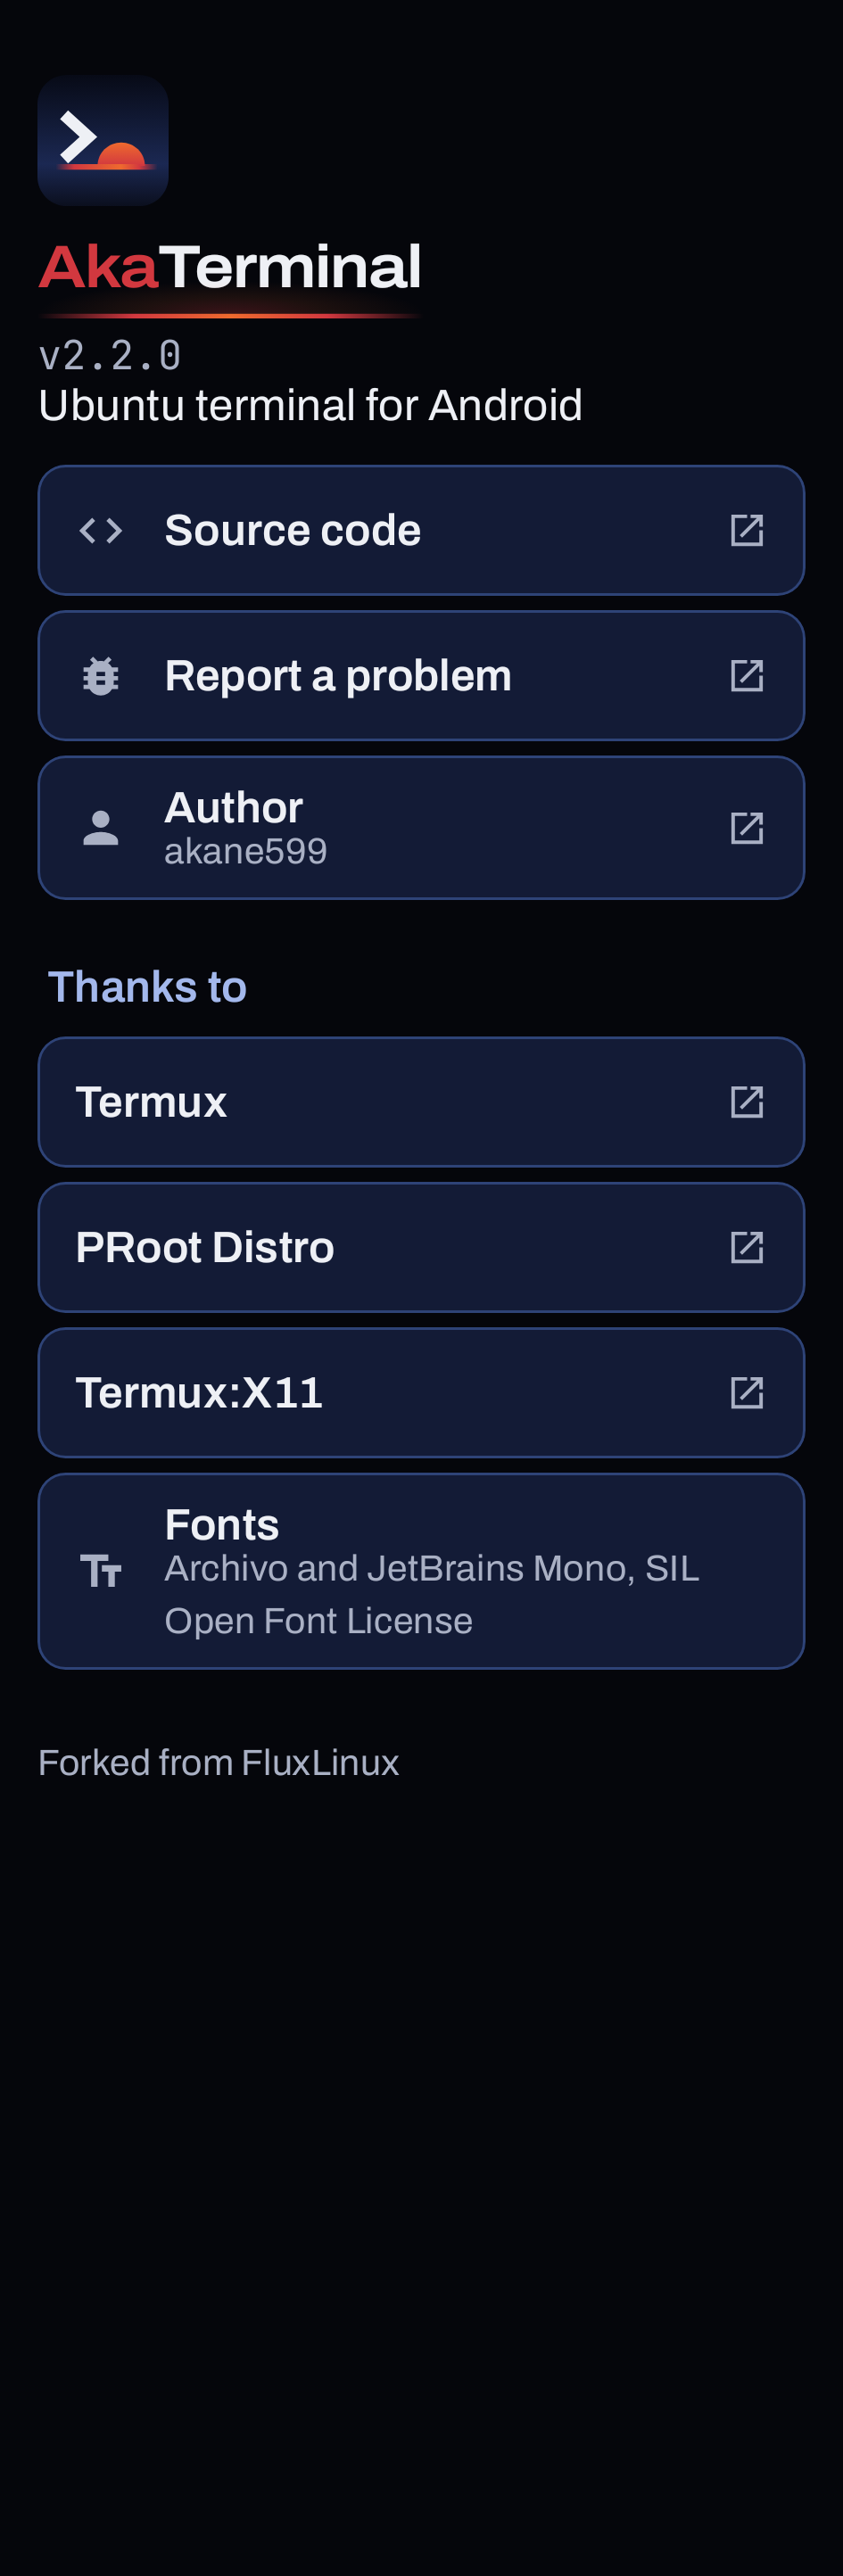 AkaTerminal
v2.2.0
Ubuntu terminal for Android
Source code
Report a problem
Author
akane599
Thanks to
Termux
PRoot Distro
Termux:X11
Fonts
Archivo and JetBrains Mono, SIL
Open Font License
Forked from FluxLinux